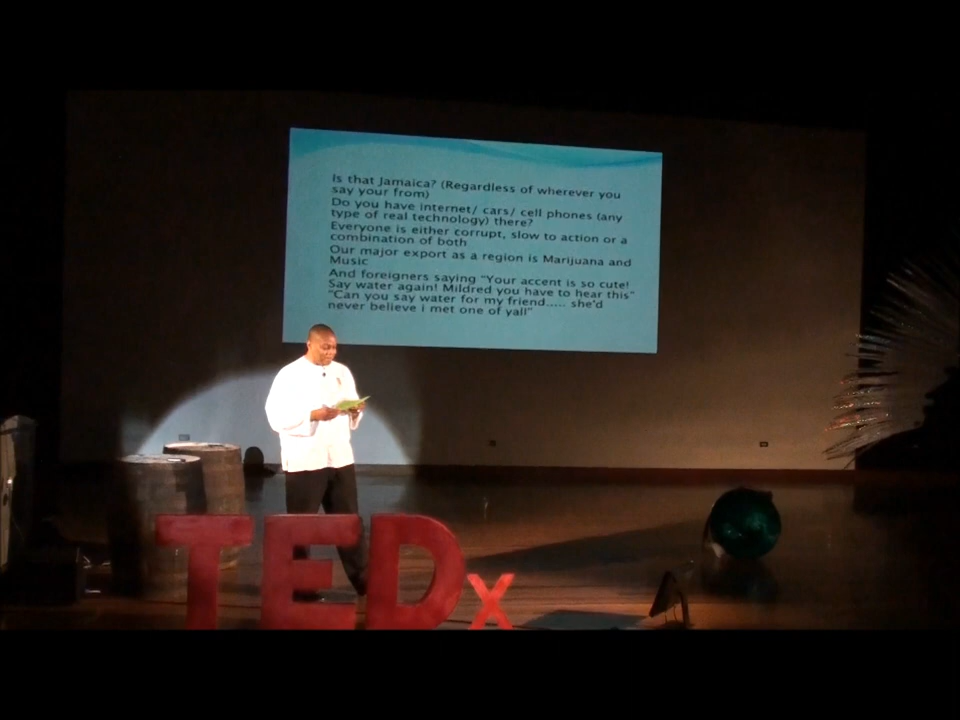 Is that Jamaica? (Regardless of wherever you
say your from)
Do you have internet/ cars/ cell phones (any
type of real technology) there?
Everyone is either corrupt, slow to action or a
combination of both
Our major export as a region is Marijuana and
Music
And foreigners saying "Your accent is so cute!
Say water again! Mildred you have to hear this"
"Can you say water for my friend..... she'd
never believe i met one of yall"
TEDx